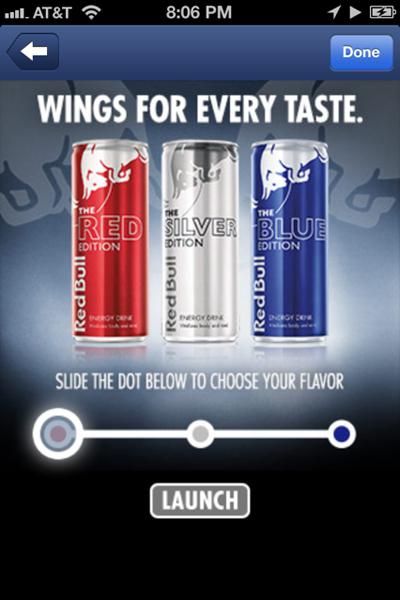 AT&T 8:06 PM
Done
WINGS FOR EVERY TASTE.
THE RED EDITION
Red Bull
ENERGY DRINK
THE SILVER EDITION
Red Bull
ENERGY DRINK
THE BLUE EDITION
Red Bull
ENERGY DRINK
SLIDE THE DOT BELOW TO CHOOSE YOUR FLAVOR
LAUNCH